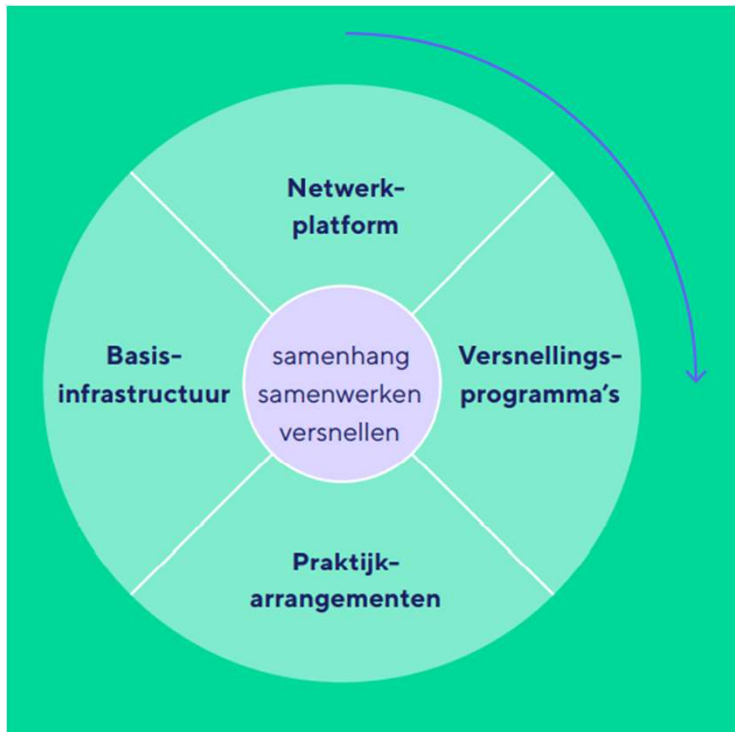 Netwerk-
platform
Basis-
infrastructuur
samenhang
samenwerken
versnellen
Versnellings-
programma's
Praktijk-
arrangementen